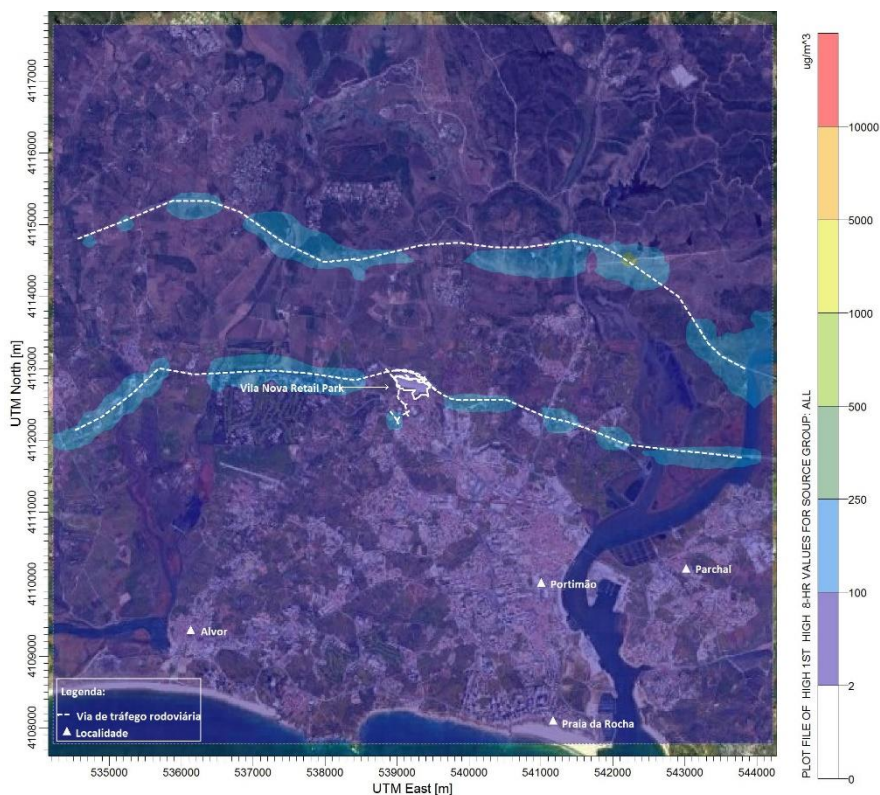 ug/m^3
10000
5000
1000
500
250
100
2
0
PLOT FILE OF HIGH 1ST HIGH 8-HR VALUES FOR SOURCE GROUP: ALL
UTM North [m]
4117000
4116000
4115000
4114000
4113000
4112000
4111000
4110000
4109000
4108000
Vila Nova Retail Park
Portimão
Parchal
Alvor
Praia da Rocha
Legenda:
Via de tráfego rodoviária
Localidade
535000 536000 537000 538000 539000 540000 541000 542000 543000 544000
UTM East [m]